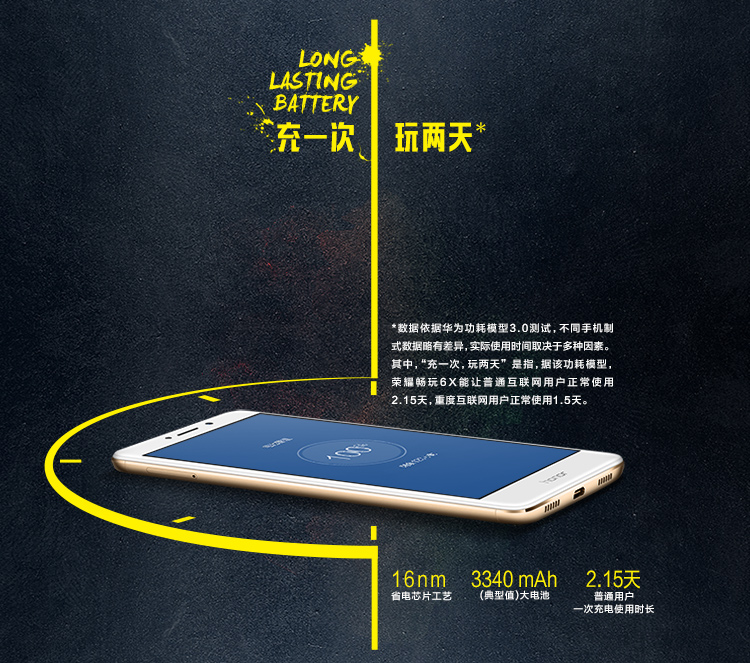 LONG
LASTING
BATTERY
充一次 玩两天*
*数据依据华为功耗模型3.0测试，不同手机制
式数据略有差异，实际使用时间取决于多种因素。
其中，“充一次，玩两天”是指，据该功耗模型，
荣耀畅玩6X能让普通互联网用户正常使用
2.15天，重度互联网用户正常使用1.5天。
100%
honor
16nm 3340 mAh 2.15天
省电芯片工艺 (典型值)大电池 普通用户
一次充电使用时长